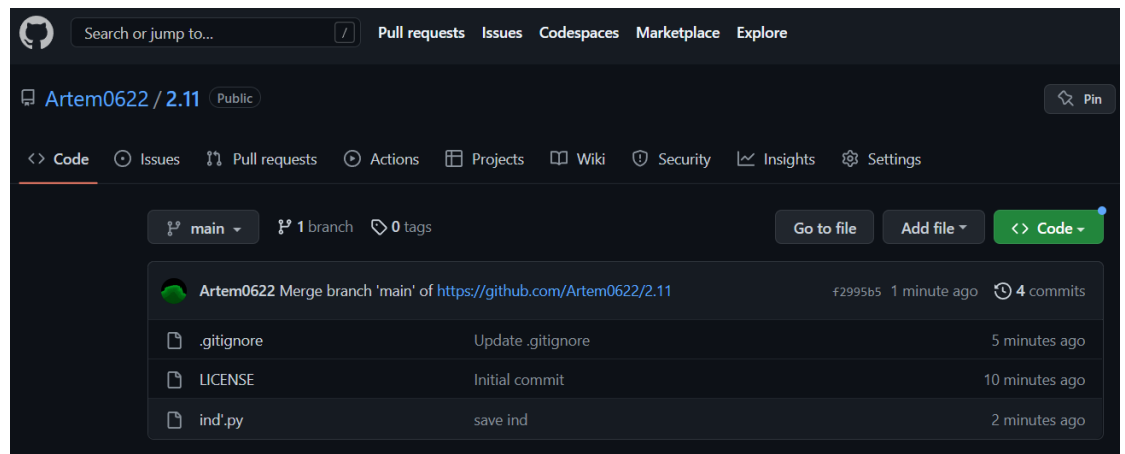 Search or jump to... / Pull requests Issues Codespaces Marketplace Explore
Artem0622 / 2.11 Public Pin
<> Code Issues Pull requests Actions Projects Wiki Security Insights Settings
main 1 branch 0 tags Go to file Add file <> Code
Artem0622 Merge branch 'main' of https://github.com/Artem0622/2.11 f2995b5 1 minute ago 4 commits
.gitignore Update .gitignore 5 minutes ago
LICENSE Initial commit 10 minutes ago
ind'.py save ind 2 minutes ago